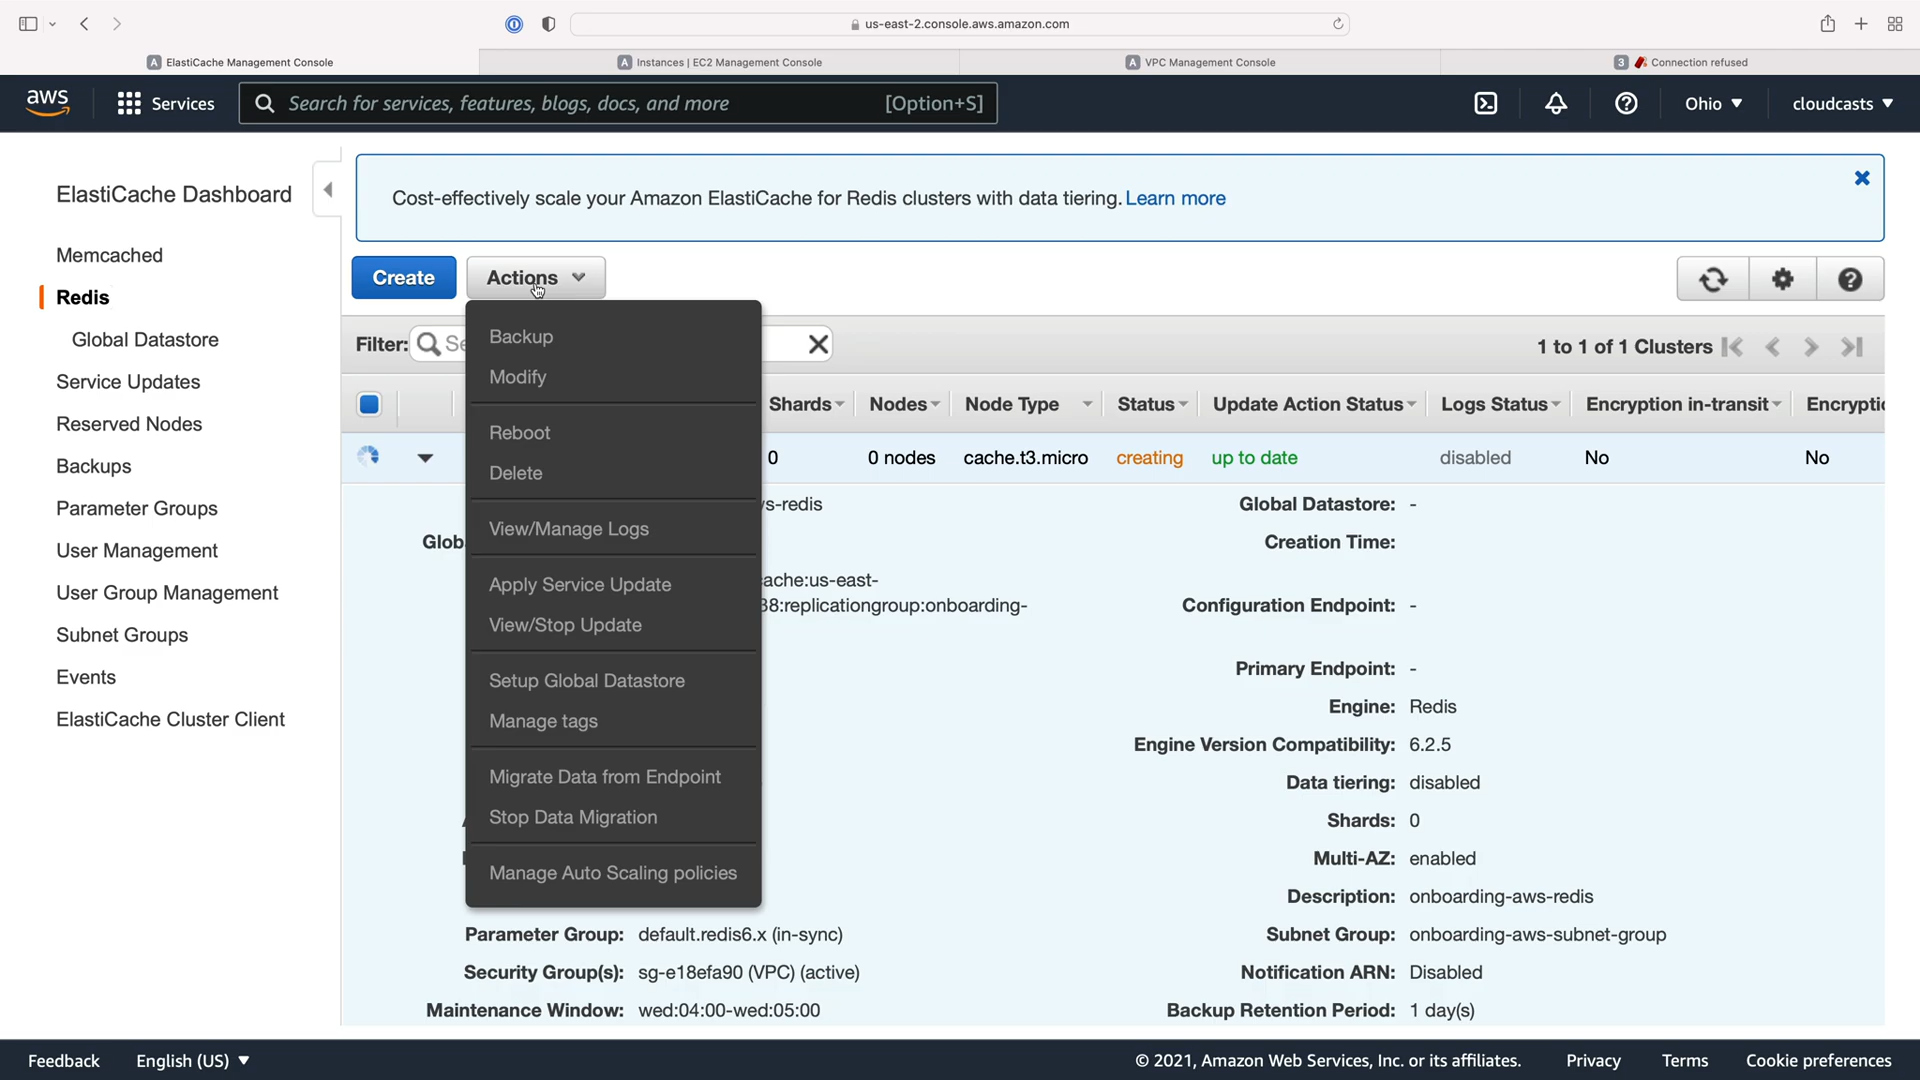 us-east-2.console.aws.amazon.com
A ElastiCache Management Console
A Instances | EC2 Management Console
A VPC Management Console
3 Connection refused
aws
Services
Search for services, features, blogs, docs, and more [Option+S]
Ohio
cloudcasts
ElastiCache Dashboard
Memcached
Redis
Global Datastore
Service Updates
Reserved Nodes
Backups
Parameter Groups
User Management
User Group Management
Subnet Groups
Events
ElastiCache Cluster Client
Cost-effectively scale your Amazon ElastiCache for Redis clusters with data tiering. Learn more
Create
Actions
Backup
Modify
Reboot
Delete
View/Manage Logs
Apply Service Update
View/Stop Update
Setup Global Datastore
Manage tags
Migrate Data from Endpoint
Stop Data Migration
Manage Auto Scaling policies
Filter:
1 to 1 of 1 Clusters
Shards Nodes Node Type Status Update Action Status Logs Status Encryption in-transit
0 0 nodes cache.t3.micro creating up to date disabled No No
s-redis
Global Datastore: -
Creation Time:
ache:us-east-
38:replicationgroup:onboarding-
Configuration Endpoint: -
Primary Endpoint: -
Engine: Redis
Engine Version Compatibility: 6.2.5
Data tiering: disabled
Shards: 0
Multi-AZ: enabled
Description: onboarding-aws-redis
Parameter Group: default.redis6.x (in-sync)
Subnet Group: onboarding-aws-subnet-group
Security Group(s): sg-e18efa90 (VPC) (active)
Notification ARN: Disabled
Maintenance Window: wed:04:00-wed:05:00
Backup Retention Period: 1 day(s)
Feedback
English (US)
© 2021, Amazon Web Services, Inc. or its affiliates.
Privacy
Terms
Cookie preferences